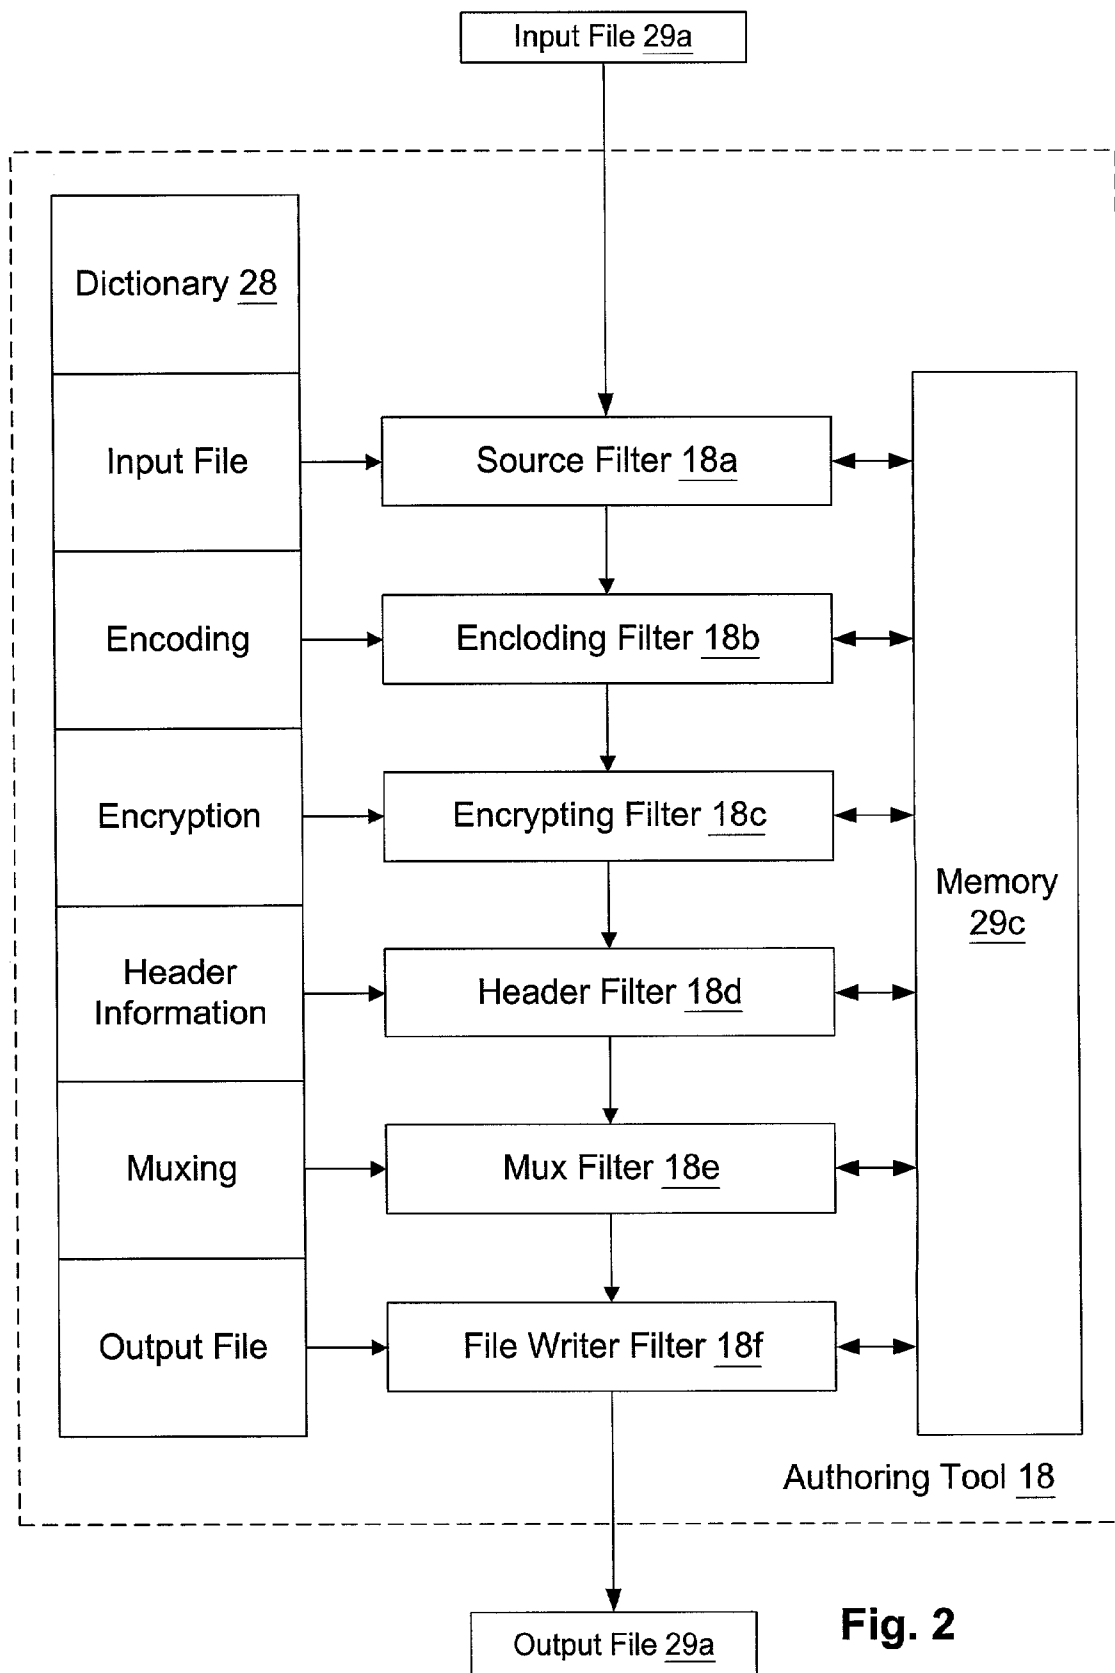 Input File 29a
Dictionary 28
Input File
Source Filter 18a
Encoding
Encloding Filter 18b
Encryption
Encrypting Filter 18c
Memory
29c
Header
Information
Header Filter 18d
Muxing
Mux Filter 18e
Output File
File Writer Filter 18f
Authoring Tool 18
Output File 29a
Fig. 2